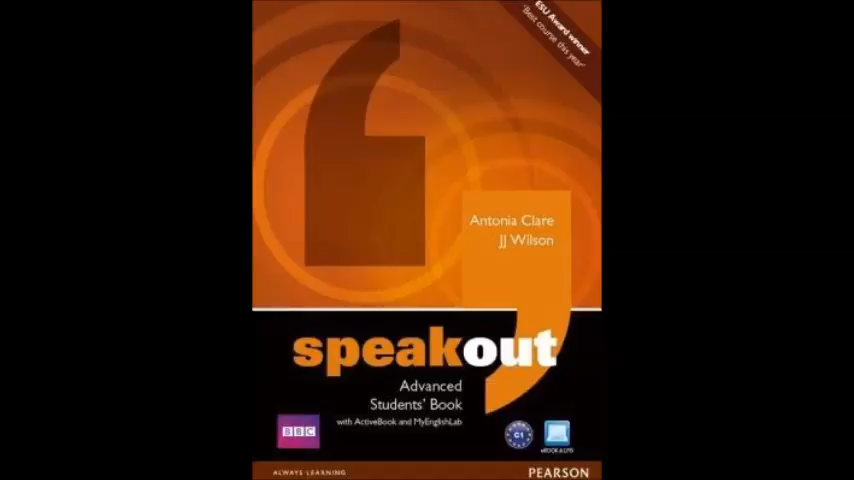 ESU Award winner
"Best course this year"
Antonia Clare
JJ Wilson
speakout
Advanced
Students' Book
with ActiveBook and MyEnglishLab
BBC
C1
ALWAYS LEARNING
PEARSON